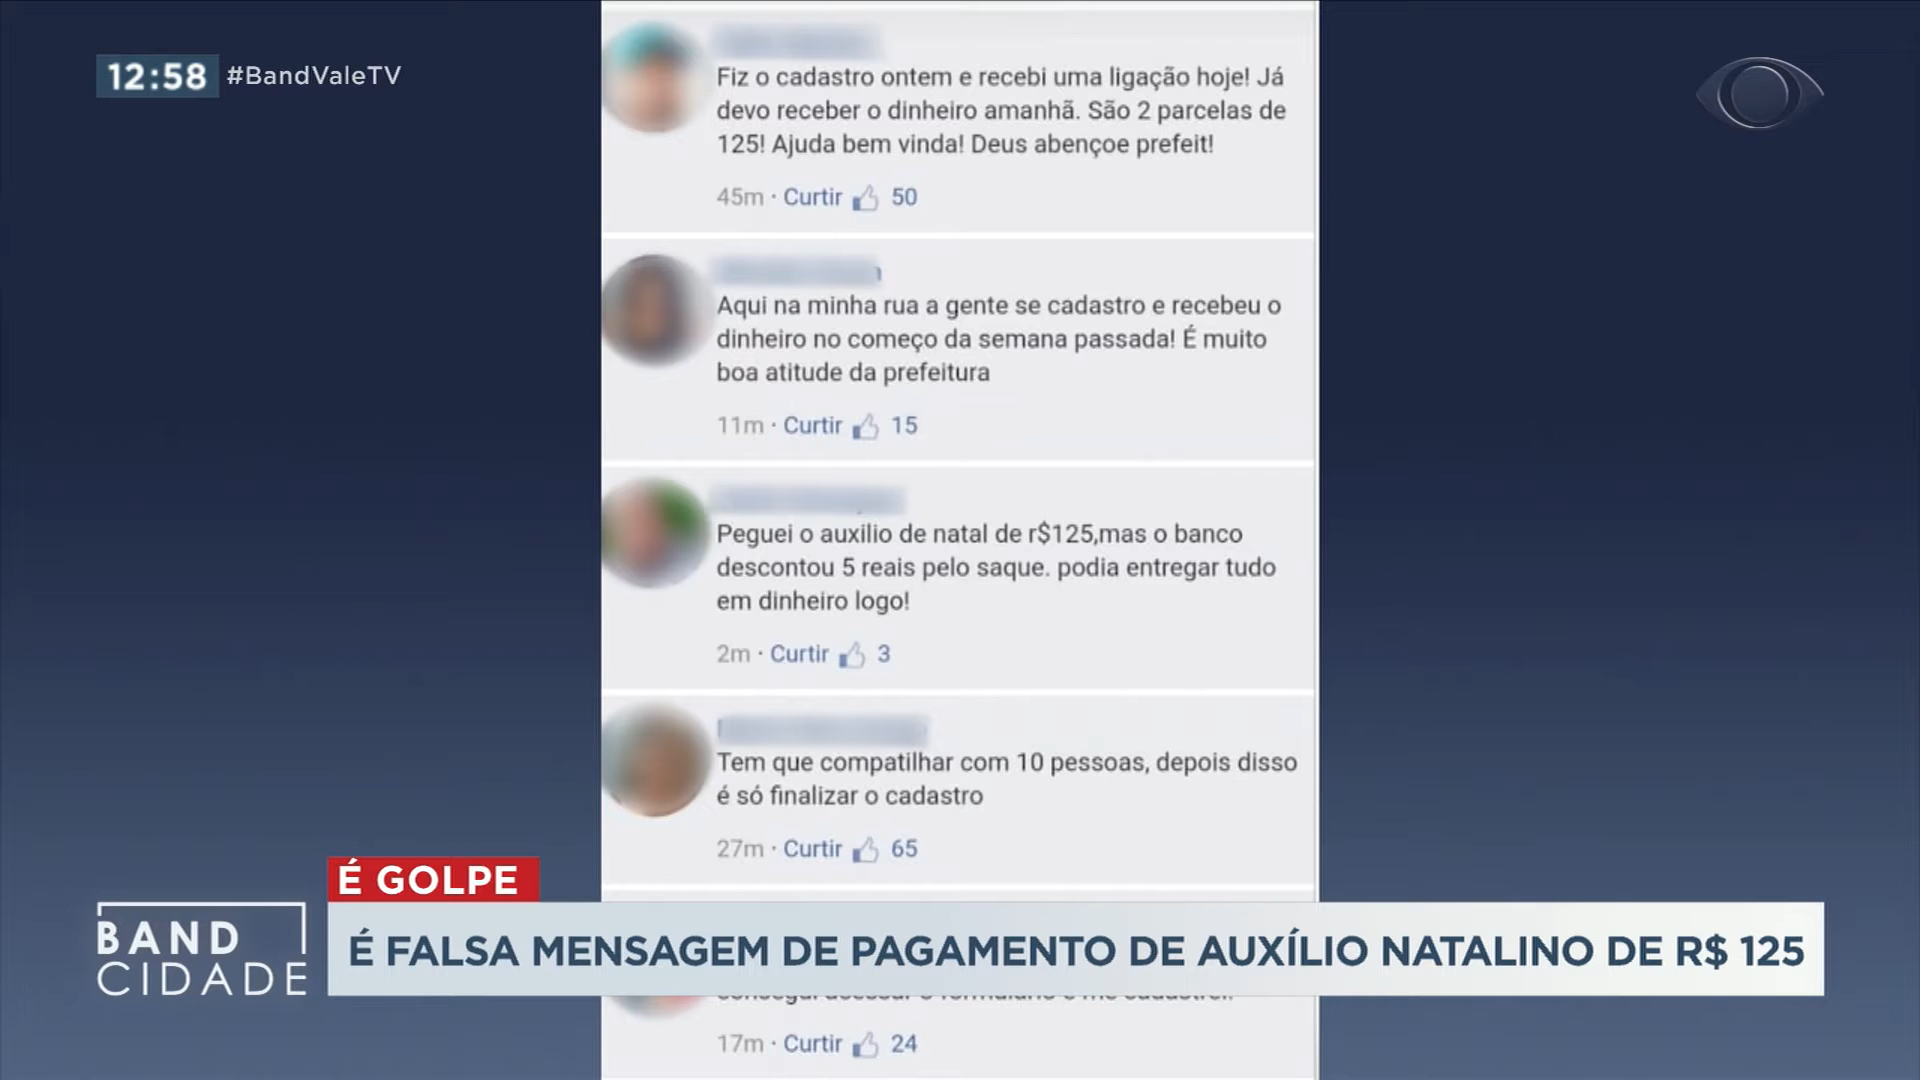 12:58 #BandValeTV
Fiz o cadastro ontem e recebi uma ligação hoje! Já
devo receber o dinheiro amanhã. São 2 parcelas de
125! Ajuda bem vinda! Deus abençoe prefeit!
45m · Curtir 50
Aqui na minha rua a gente se cadastro e recebeu o
dinheiro no começo da semana passada! É muito
boa atitude da prefeitura
11m · Curtir 15
Peguei o auxilio de natal de r$125,mas o banco
descontou 5 reais pelo saque. podia entregar tudo
em dinheiro logo!
2m · Curtir 3
Tem que compatilhar com 10 pessoas, depois disso
é só finalizar o cadastro
27m · Curtir 65
É GOLPE
BAND
CIDADE
É FALSA MENSAGEM DE PAGAMENTO DE AUXÍLIO NATALINO DE R$ 125
17m · Curtir 24